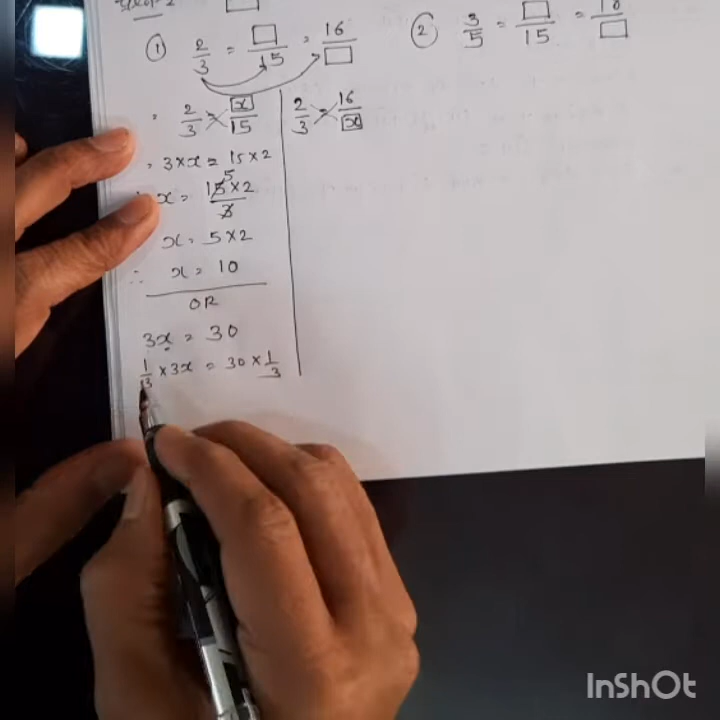 ① 2/3 = □/15 = 16/□
② 3/5 = □/15 = 18/□
∴ 2/3 = x/15
2/3 = 16/x
∴ 3 × x = 15 × 2
5
∴ x = 15 × 2/3
x = 5 × 2
∴ x = 10
OR
3x = 30
1/3 × 3x = 30 × 1/3
InShOt